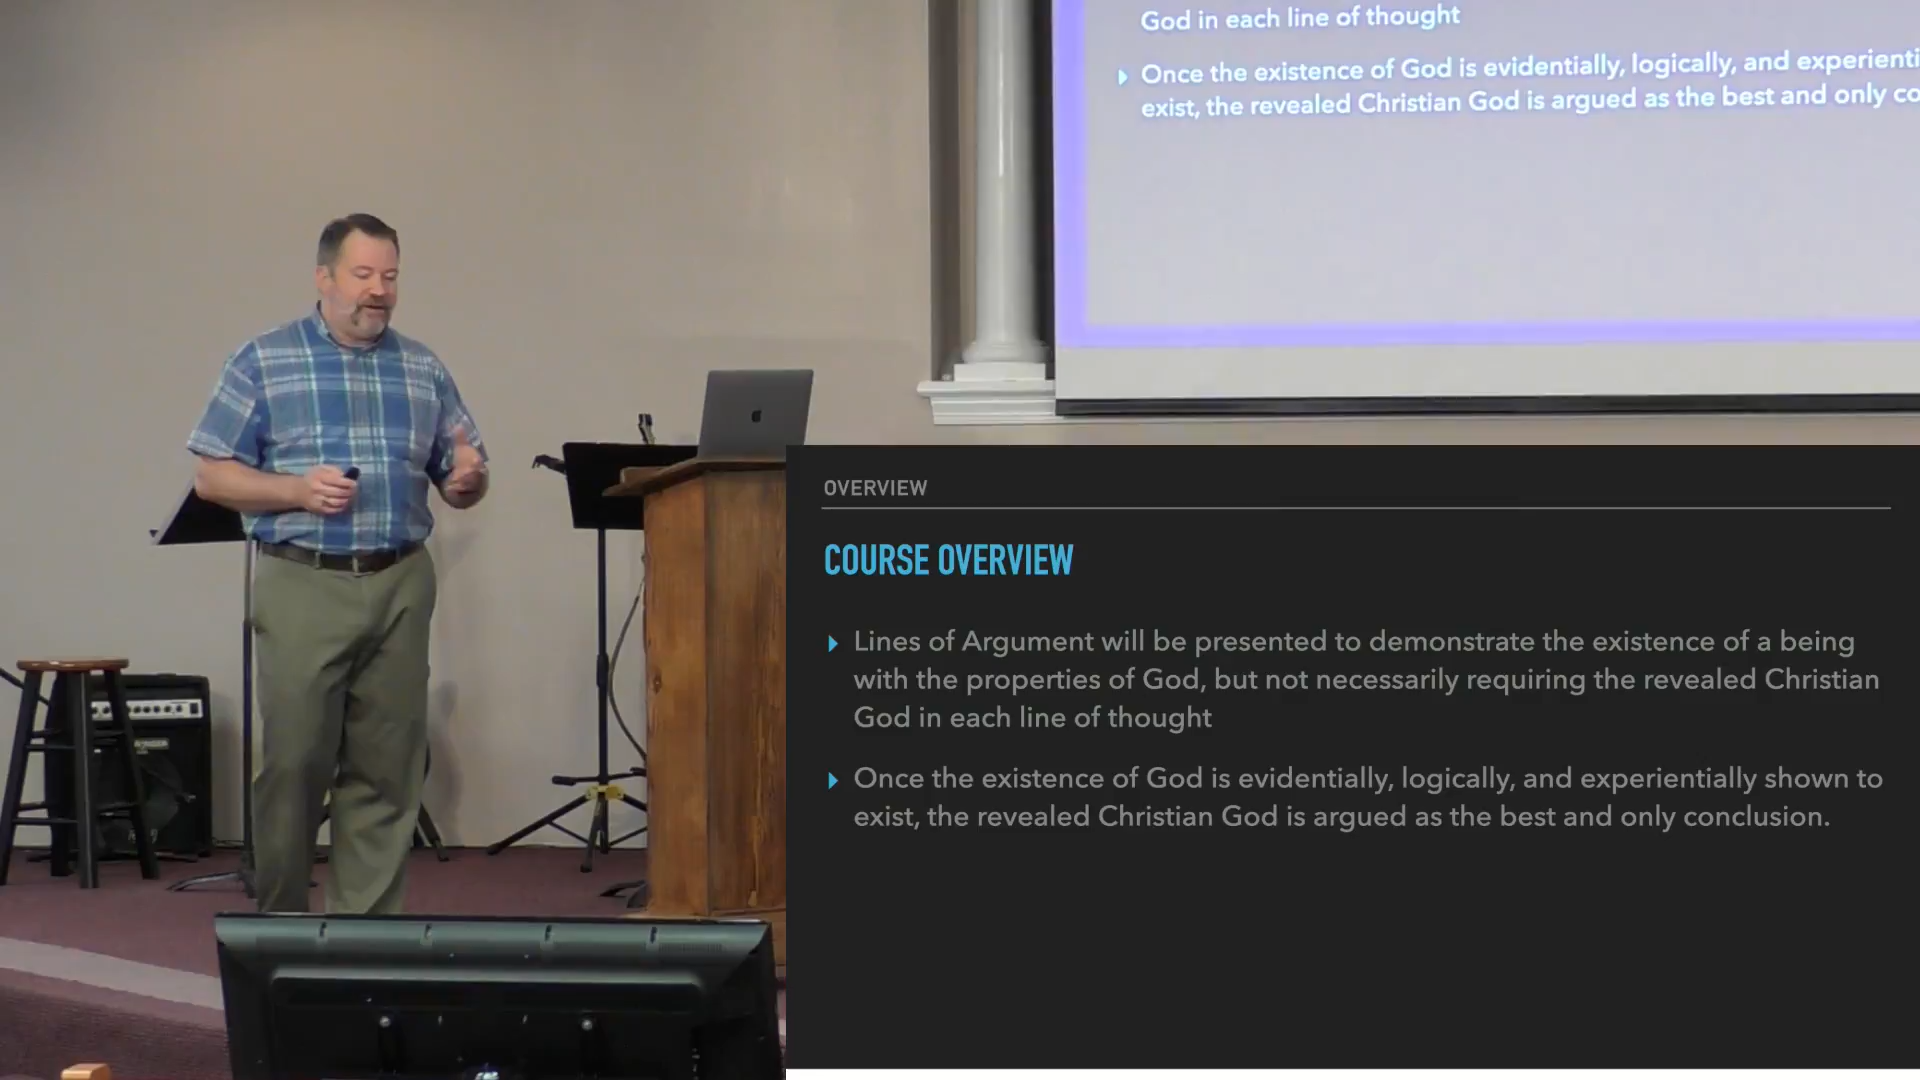 God in each line of thought
Once the existence of God is evidentially, logically, and experienti
exist, the revealed Christian God is argued as the best and only co
OVERVIEW
COURSE OVERVIEW
Lines of Argument will be presented to demonstrate the existence of a being
with the properties of God, but not necessarily requiring the revealed Christian
God in each line of thought
Once the existence of God is evidentially, logically, and experientially shown to
exist, the revealed Christian God is argued as the best and only conclusion.